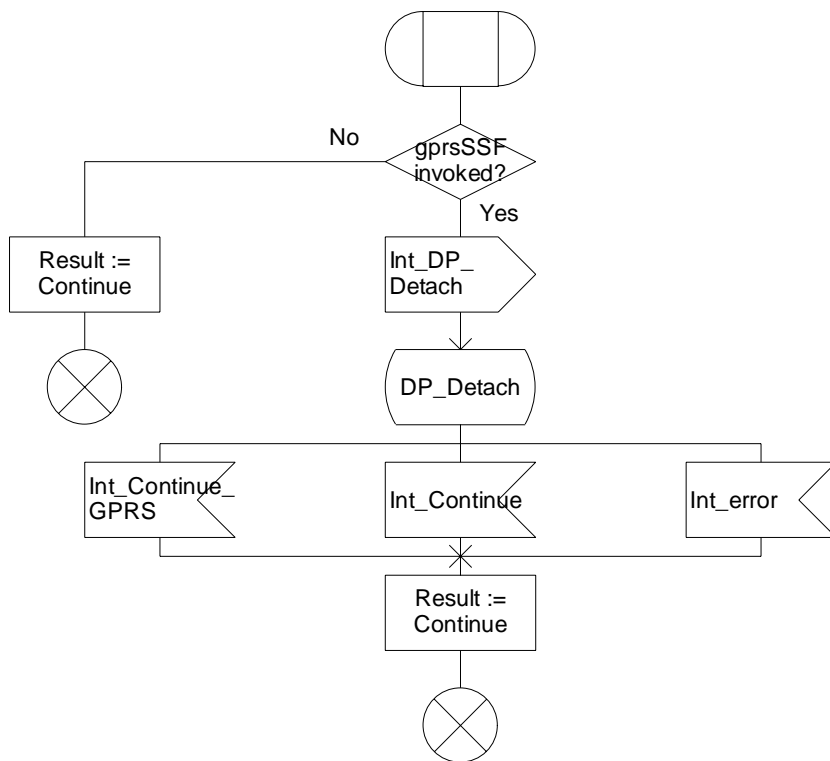 gprsSSF
invoked?
No
Yes
Result :=
Continue
Int_DP_
Detach
DP_Detach
Int_Continue_
GPRS
Int_Continue
Int_error
Result :=
Continue